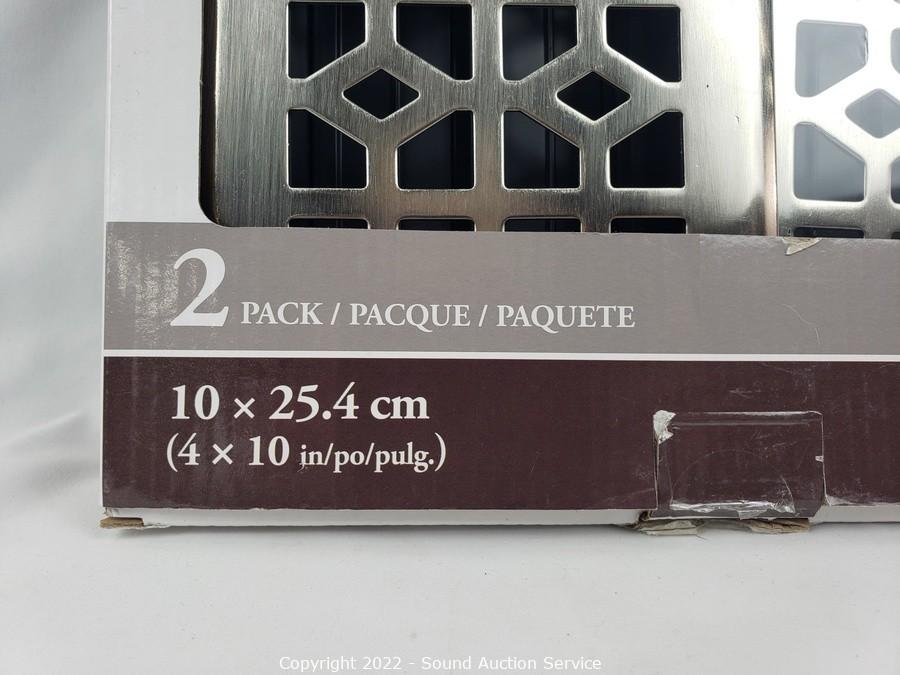 2 PACK / PACQUE / PAQUETE
10 × 25.4 cm
(4 × 10 in/po/pulg.)
Copyright 2022 - Sound Auction Service